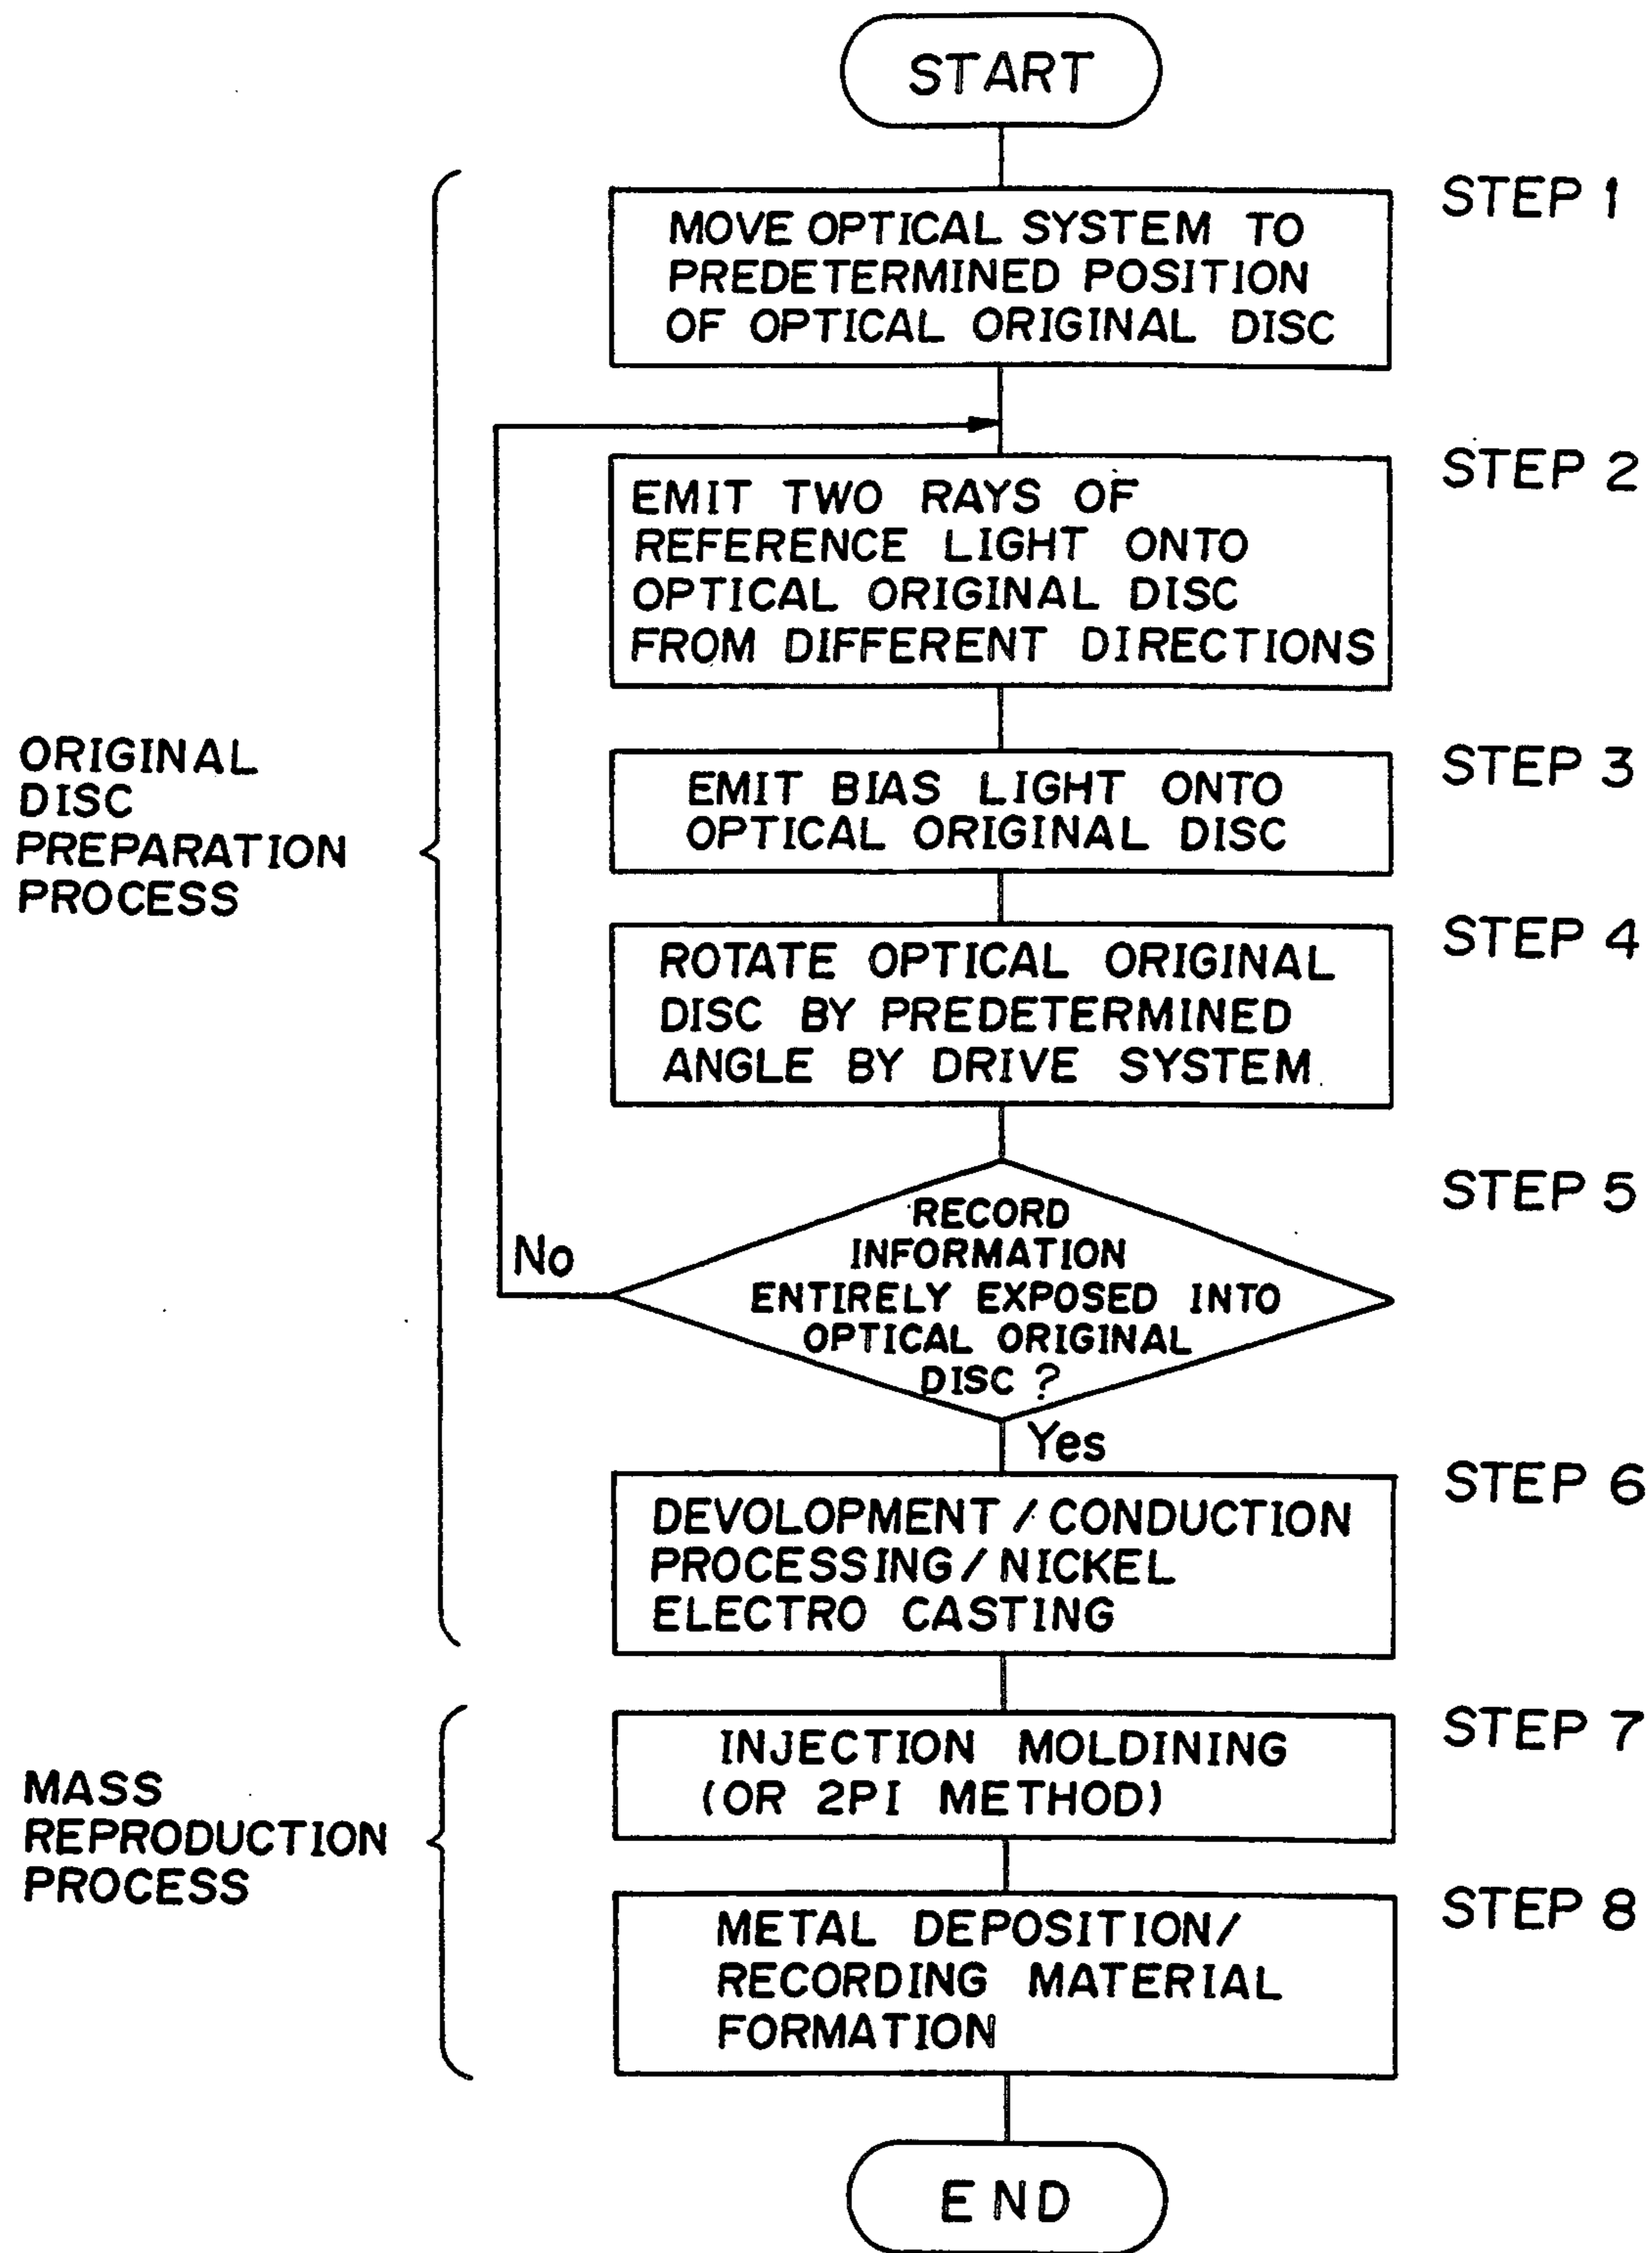 START
STEP 1
MOVE OPTICAL SYSTEM TO
PREDETERMINED POSITION
OF OPTICAL ORIGINAL DISC
STEP 2
EMIT TWO RAYS OF
REFERENCE LIGHT ONTO
OPTICAL ORIGINAL DISC
FROM DIFFERENT DIRECTIONS
ORIGINAL
DISC
PREPARATION
PROCESS
STEP 3
EMIT BIAS LIGHT ONTO
OPTICAL ORIGINAL DISC
STEP 4
ROTATE OPTICAL ORIGINAL
DISC BY PREDETERMINED
ANGLE BY DRIVE SYSTEM
STEP 5
RECORD
INFORMATION
ENTIRELY EXPOSED INTO
OPTICAL ORIGINAL
DISC ?
No
Yes
STEP 6
DEVOLOPMENT / CONDUCTION
PROCESSING / NICKEL
ELECTRO CASTING
MASS
REPRODUCTION
PROCESS
STEP 7
INJECTION MOLDINING
(OR 2PI METHOD)
STEP 8
METAL DEPOSITION/
RECORDING MATERIAL
FORMATION
END